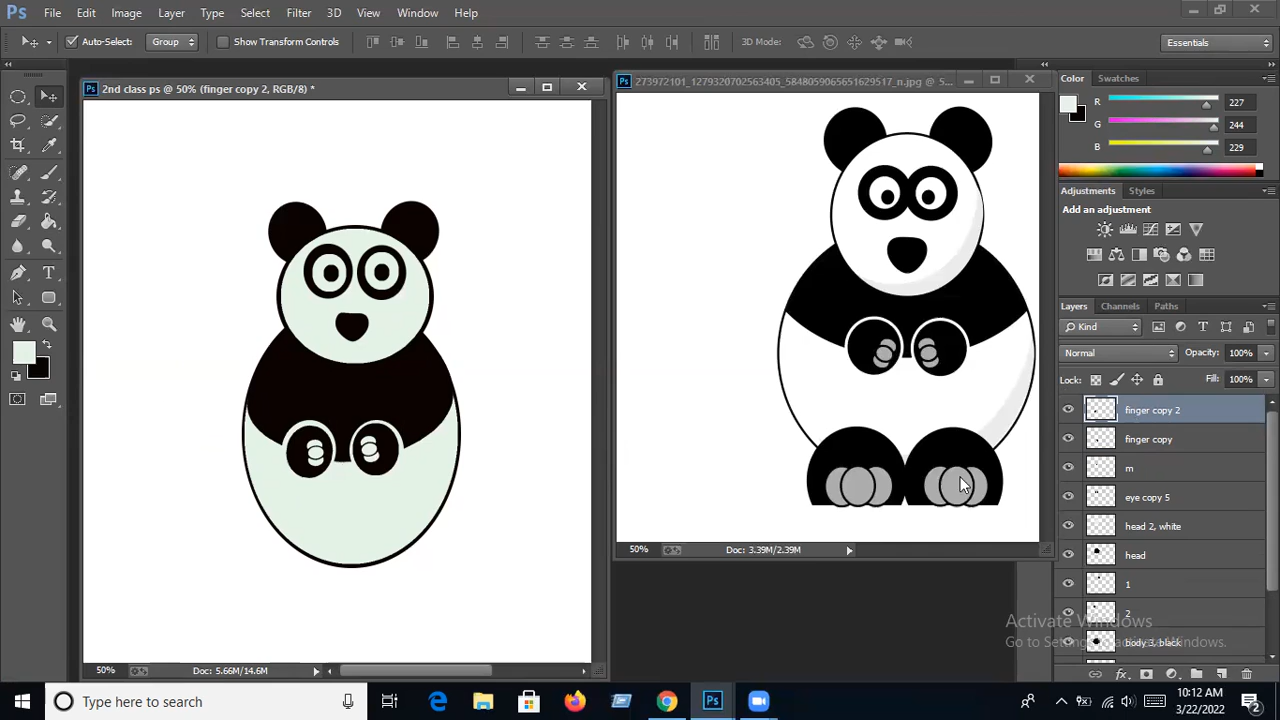 Ps File Edit Image Layer Type Select Filter 3D View Window Help
Auto-Select: Group Show Transform Controls 3D Mode: Essentials
2nd class ps @ 50% (finger copy 2, RGB/8) *
273972101_1279320702563405_5848059065651629517_n.jpg @ 5...
Color Swatches
R 227
G 244
B 229
Adjustments Styles
Add an adjustment
Layers Channels Paths
Kind
Normal Opacity: 100%
Lock: Fill: 100%
finger copy 2
finger copy
m
eye copy 5
head 2, white
head
1
2
body 3, black
50% Doc: 3.39M/2.39M
50% Doc: 5.66M/14.6M
Activate Windows
Go to Settings to activate Windows.
Type here to search
10:12 AM
3/22/2022
2